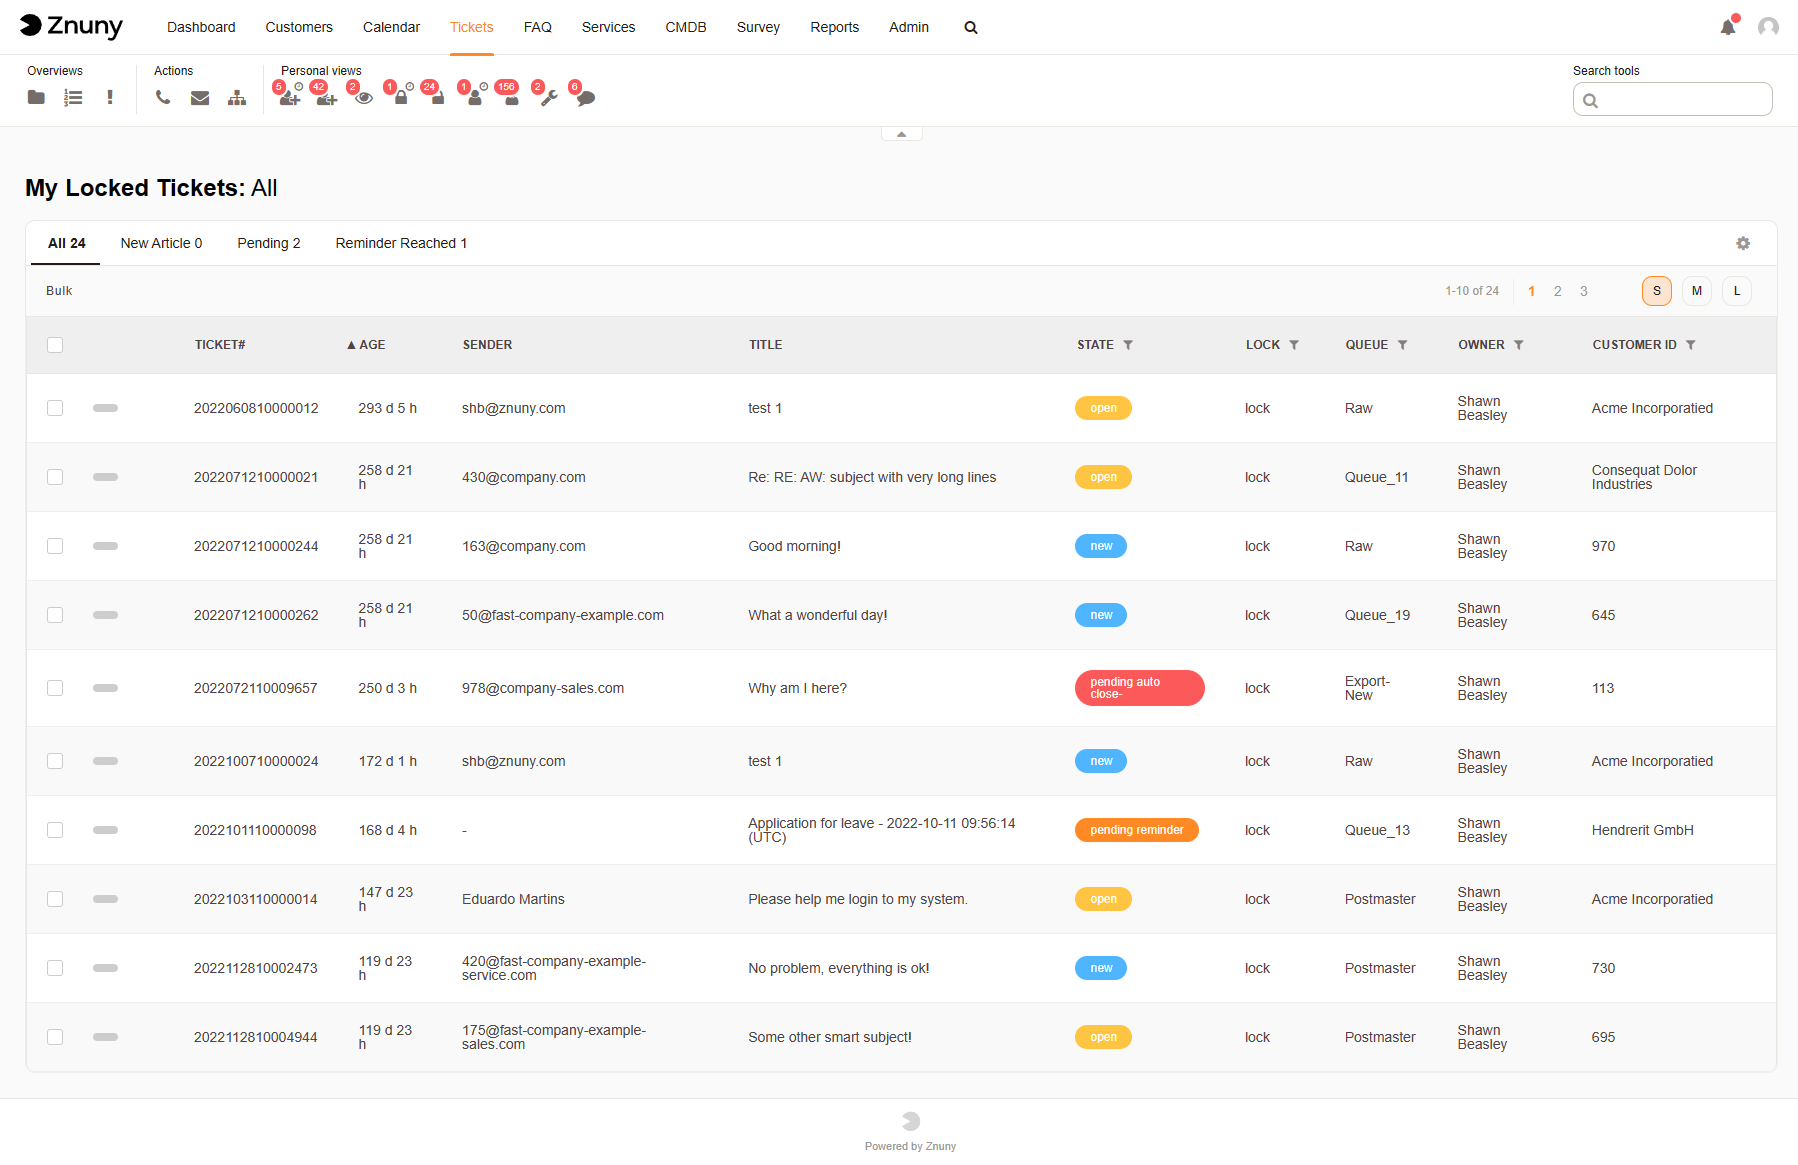 Znuny
Dashboard Customers Calendar Tickets FAQ Services CMDB Survey Reports Admin
Overviews Actions Personal views Search tools
5 42 2 1 24 1 156 2 6
My Locked Tickets: All
All 24 New Article 0 Pending 2 Reminder Reached 1
Bulk 1-10 of 24 1 2 3 S M L
TICKET# ▲ AGE SENDER TITLE STATE LOCK QUEUE OWNER CUSTOMER ID
2022060810000012 293 d 5 h shb@znuny.com test 1 open lock Raw Shawn Acme Incorporatied
Beasley
2022071210000021 258 d 21 430@company.com Re: RE: AW: subject with very long lines open lock Queue_11 Shawn Consequat Dolor
h Beasley Industries
2022071210000244 258 d 21 163@company.com Good morning! new lock Raw Shawn 970
h Beasley
2022071210000262 258 d 21 50@fast-company-example.com What a wonderful day! new lock Queue_19 Shawn 645
h Beasley
2022072110009657 250 d 3 h 978@company-sales.com Why am I here? pending auto lock Export- Shawn 113
close- New Beasley
2022100710000024 172 d 1 h shb@znuny.com test 1 new lock Raw Shawn Acme Incorporatied
Beasley
2022101110000098 168 d 4 h - Application for leave - 2022-10-11 09:56:14 pending reminder lock Queue_13 Shawn Hendrerit GmbH
(UTC) Beasley
2022103110000014 147 d 23 Eduardo Martins Please help me login to my system. open lock Postmaster Shawn Acme Incorporatied
h Beasley
2022112810002473 119 d 23 420@fast-company-example- No problem, everything is ok! new lock Postmaster Shawn 730
h service.com Beasley
2022112810004944 119 d 23 175@fast-company-example- Some other smart subject! open lock Postmaster Shawn 695
h sales.com Beasley
Powered by Znuny